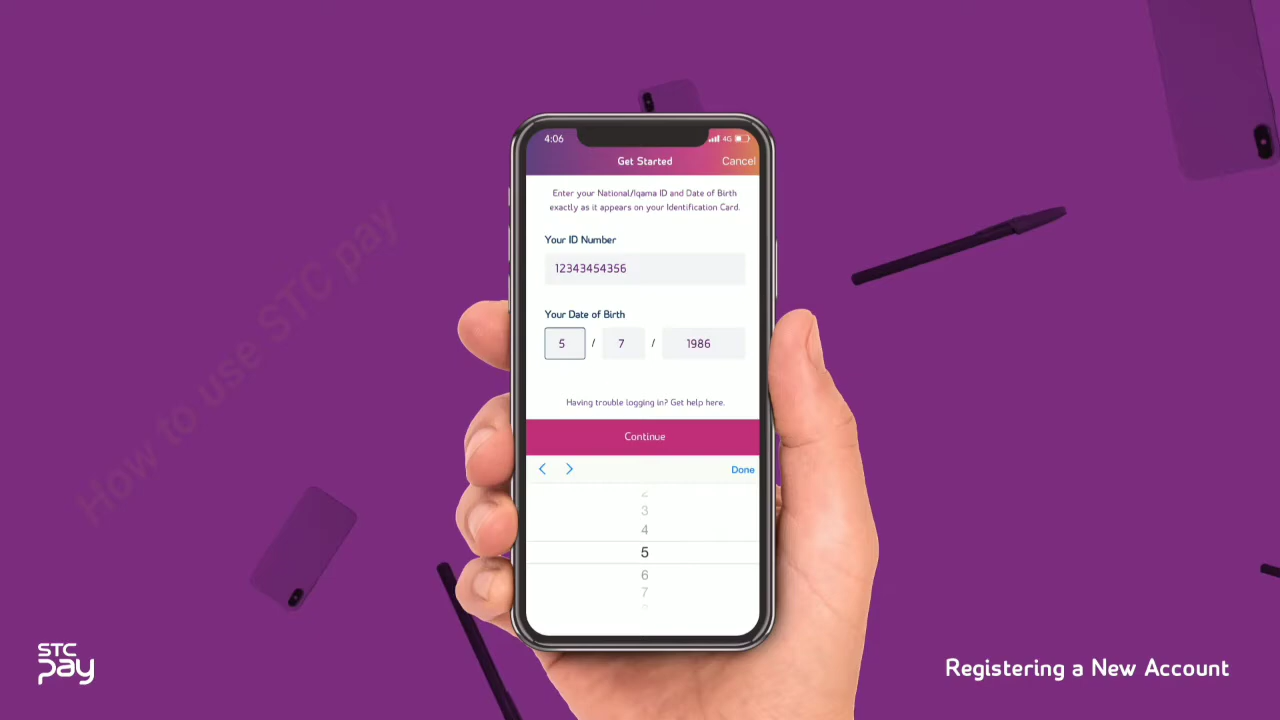 4:06
4G
Get Started
Cancel
Enter your National/Iqama ID and Date of Birth
exactly as it appears on your Identification Card.
Your ID Number
12343454356
Your Date of Birth
5 / 7 / 1986
Having trouble logging in? Get help here.
Continue
Done
2
3
4
5
6
7
How to use STC pay
STC
pay
Registering a New Account